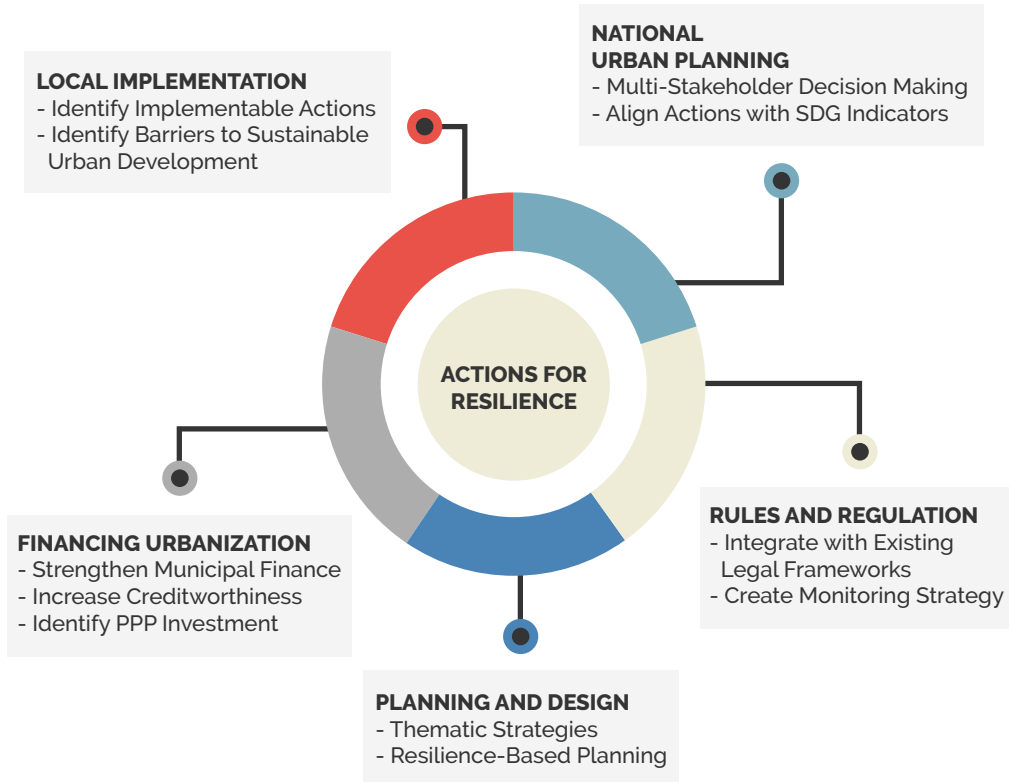 LOCAL IMPLEMENTATION
- Identify Implementable Actions
- Identify Barriers to Sustainable
Urban Development
NATIONAL
URBAN PLANNING
- Multi-Stakeholder Decision Making
- Align Actions with SDG Indicators
ACTIONS FOR
RESILIENCE
FINANCING URBANIZATION
- Strengthen Municipal Finance
- Increase Creditworthiness
- Identify PPP Investment
RULES AND REGULATION
- Integrate with Existing
Legal Frameworks
- Create Monitoring Strategy
PLANNING AND DESIGN
- Thematic Strategies
- Resilience-Based Planning